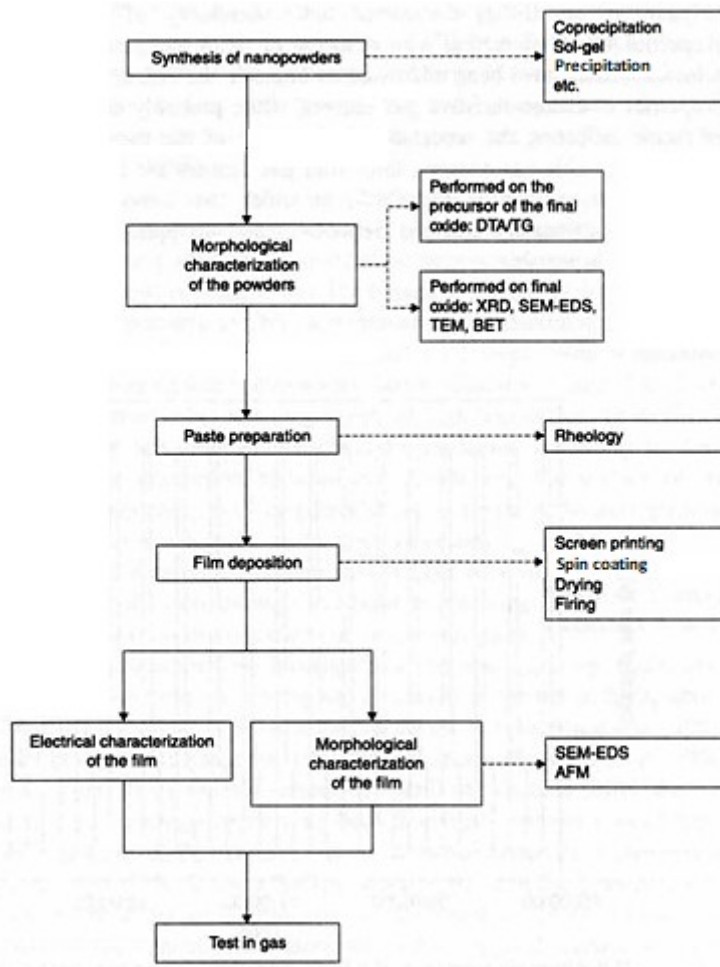 Synthesis of nanopowders
Coprecipitation
Sol-gel
Precipitation
etc.
Performed on the
precursor of the final
oxide: DTA/TG
Morphological
characterization
of the powders
Performed on final
oxide: XRD, SEM-EDS,
TEM, BET
Paste preparation
Rheology
Film deposition
Screen printing
Spin coating
Drying
Firing
Electrical characterization
of the film
Morphological
characterization
of the film
SEM-EDS
AFM
Test in gas